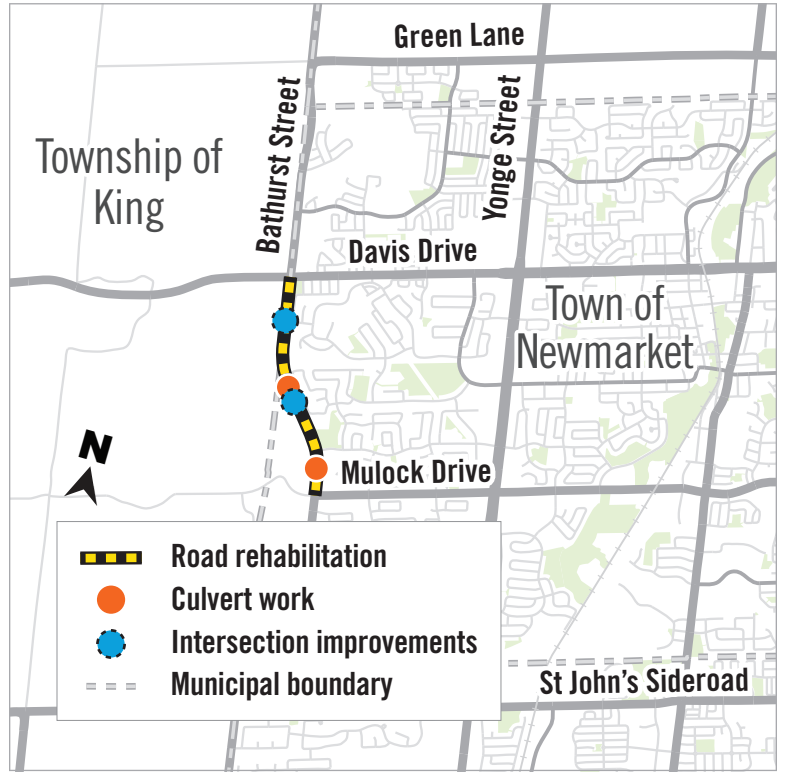 Green Lane
Bathurst Street
Yonge Street
Township of
King
Davis Drive
Town of
Newmarket
N
Mulock Drive
Road rehabilitation
Culvert work
Intersection improvements
Municipal boundary
St John's Sideroad